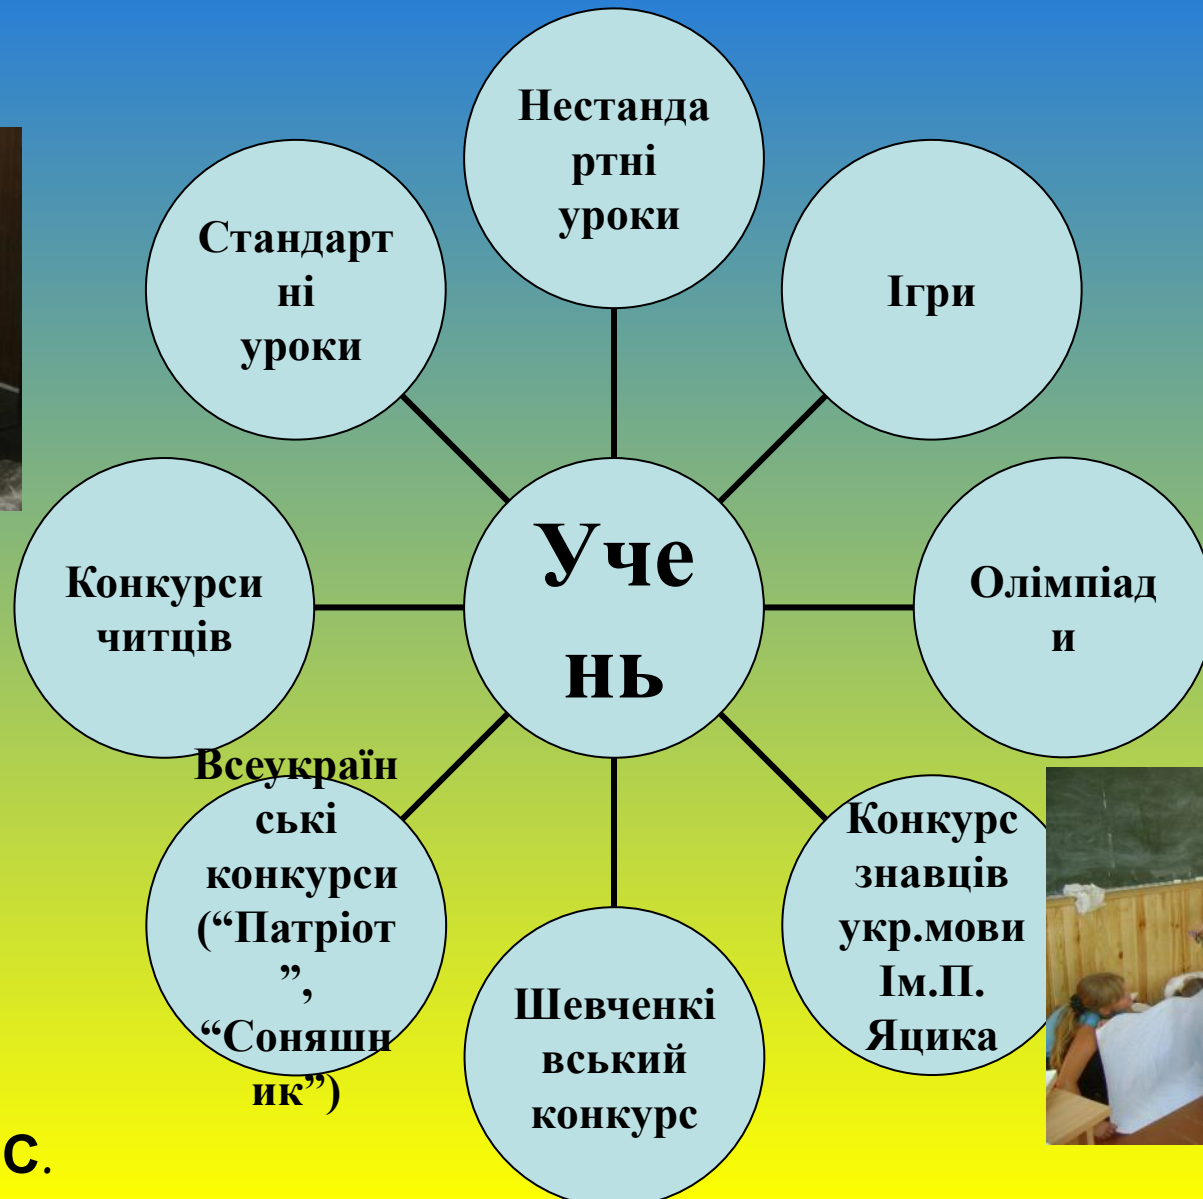 Нестанда
ртні
уроки
Стандарт
ні
уроки
Ігри
Уче
нь
Конкурси
читців
Олімпіад
и
Всеукраїн
ські
конкурси
(“Патріот
”,
“Соняшн
ик”)
Конкурс
знавців
укр.мови
Ім.П.
Яцика
Шевченкі
вський
конкурс
С.